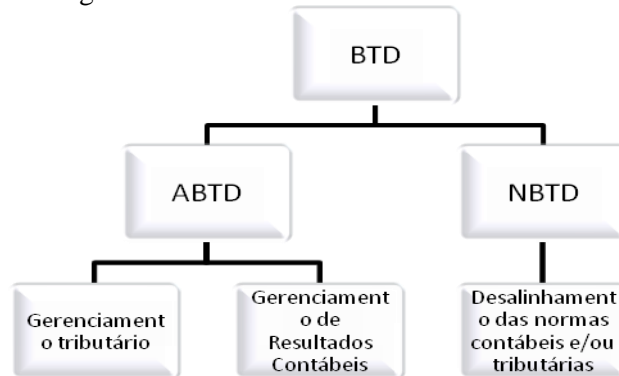 BTD
ABTD
NBTD
Gerenciament
o tributário
Gerenciament
o de
Resultados
Contábeis
Desalinhament
o das normas
contábeis e/ou
tributárias